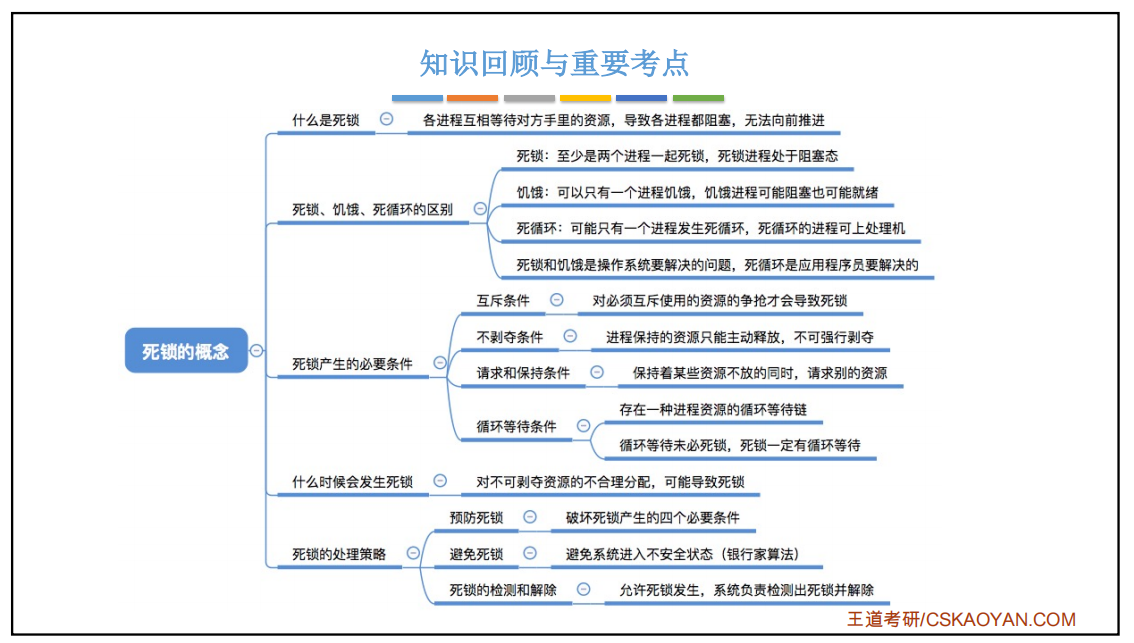 知识回顾与重要考点
什么是死锁
各进程互相等待对方手里的资源，导致各进程都阻塞，无法向前推进
死锁、饥饿、死循环的区别
死锁：至少是两个进程一起死锁，死锁进程处于阻塞态
饥饿：可以只有一个进程饥饿，饥饿进程可能阻塞也可能就绪
死循环：可能只有一个进程发生死循环，死循环的进程可上处理机
死锁和饥饿是操作系统要解决的问题，死循环是应用程序员要解决的
死锁的概念
死锁产生的必要条件
互斥条件
对必须互斥使用的资源的争抢才会导致死锁
不剥夺条件
进程保持的资源只能主动释放，不可强行剥夺
请求和保持条件
保持着某些资源不放的同时，请求别的资源
循环等待条件
存在一种进程资源的循环等待链
循环等待未必死锁，死锁一定有循环等待
什么时候会发生死锁
对不可剥夺资源的不合理分配，可能导致死锁
死锁的处理策略
预防死锁
破坏死锁产生的四个必要条件
避免死锁
避免系统进入不安全状态（银行家算法）
死锁的检测和解除
允许死锁发生，系统负责检测出死锁并解除
王道考研/CSKAOYAN.COM